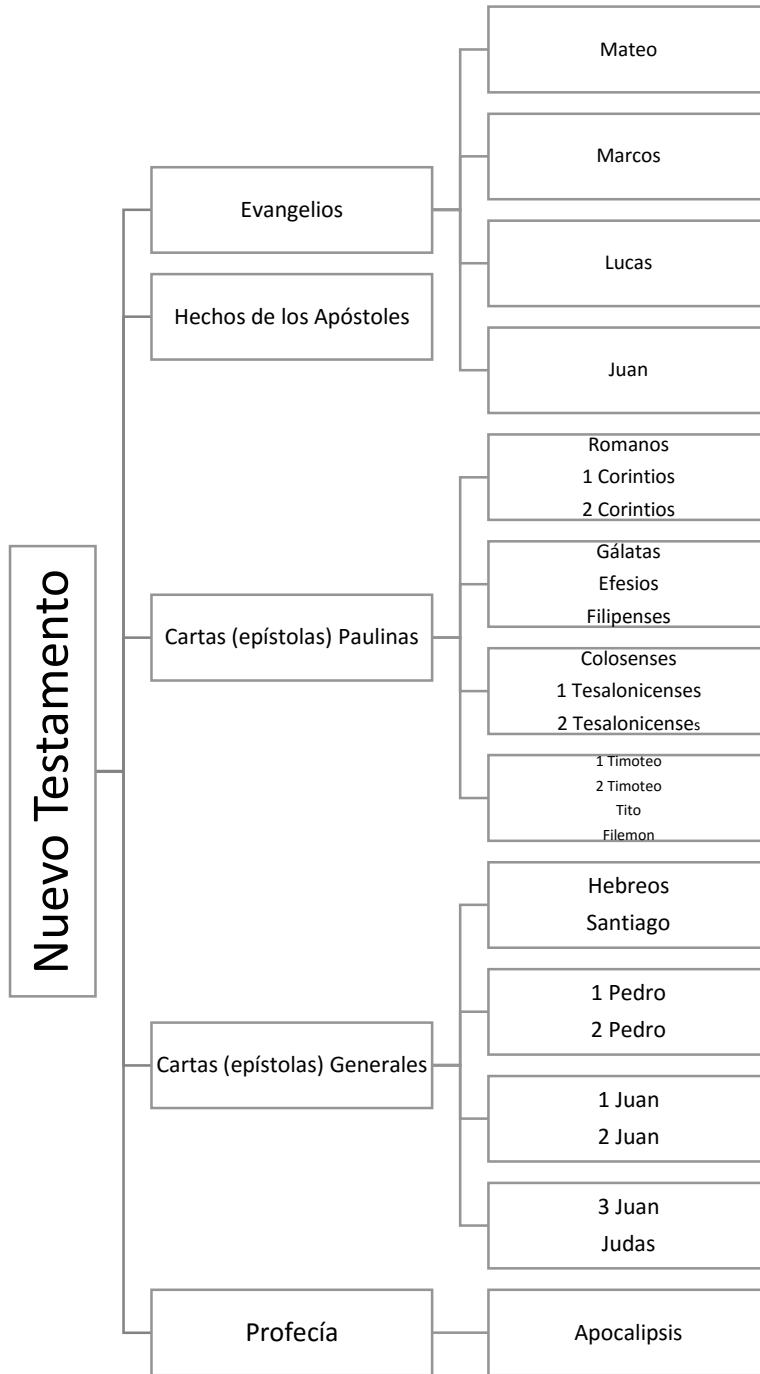 Nuevo Testamento
Evangelios
Mateo
Marcos
Lucas
Juan
Hechos de los Apóstoles
Cartas (epístolas) Paulinas
Romanos
1 Corintios
2 Corintios
Gálatas
Efesios
Filipenses
Colosenses
1 Tesalonicenses
2 Tesalonicenses
1 Timoteo
2 Timoteo
Tito
Filemon
Cartas (epístolas) Generales
Hebreos
Santiago
1 Pedro
2 Pedro
1 Juan
2 Juan
3 Juan
Judas
Profecía
Apocalipsis